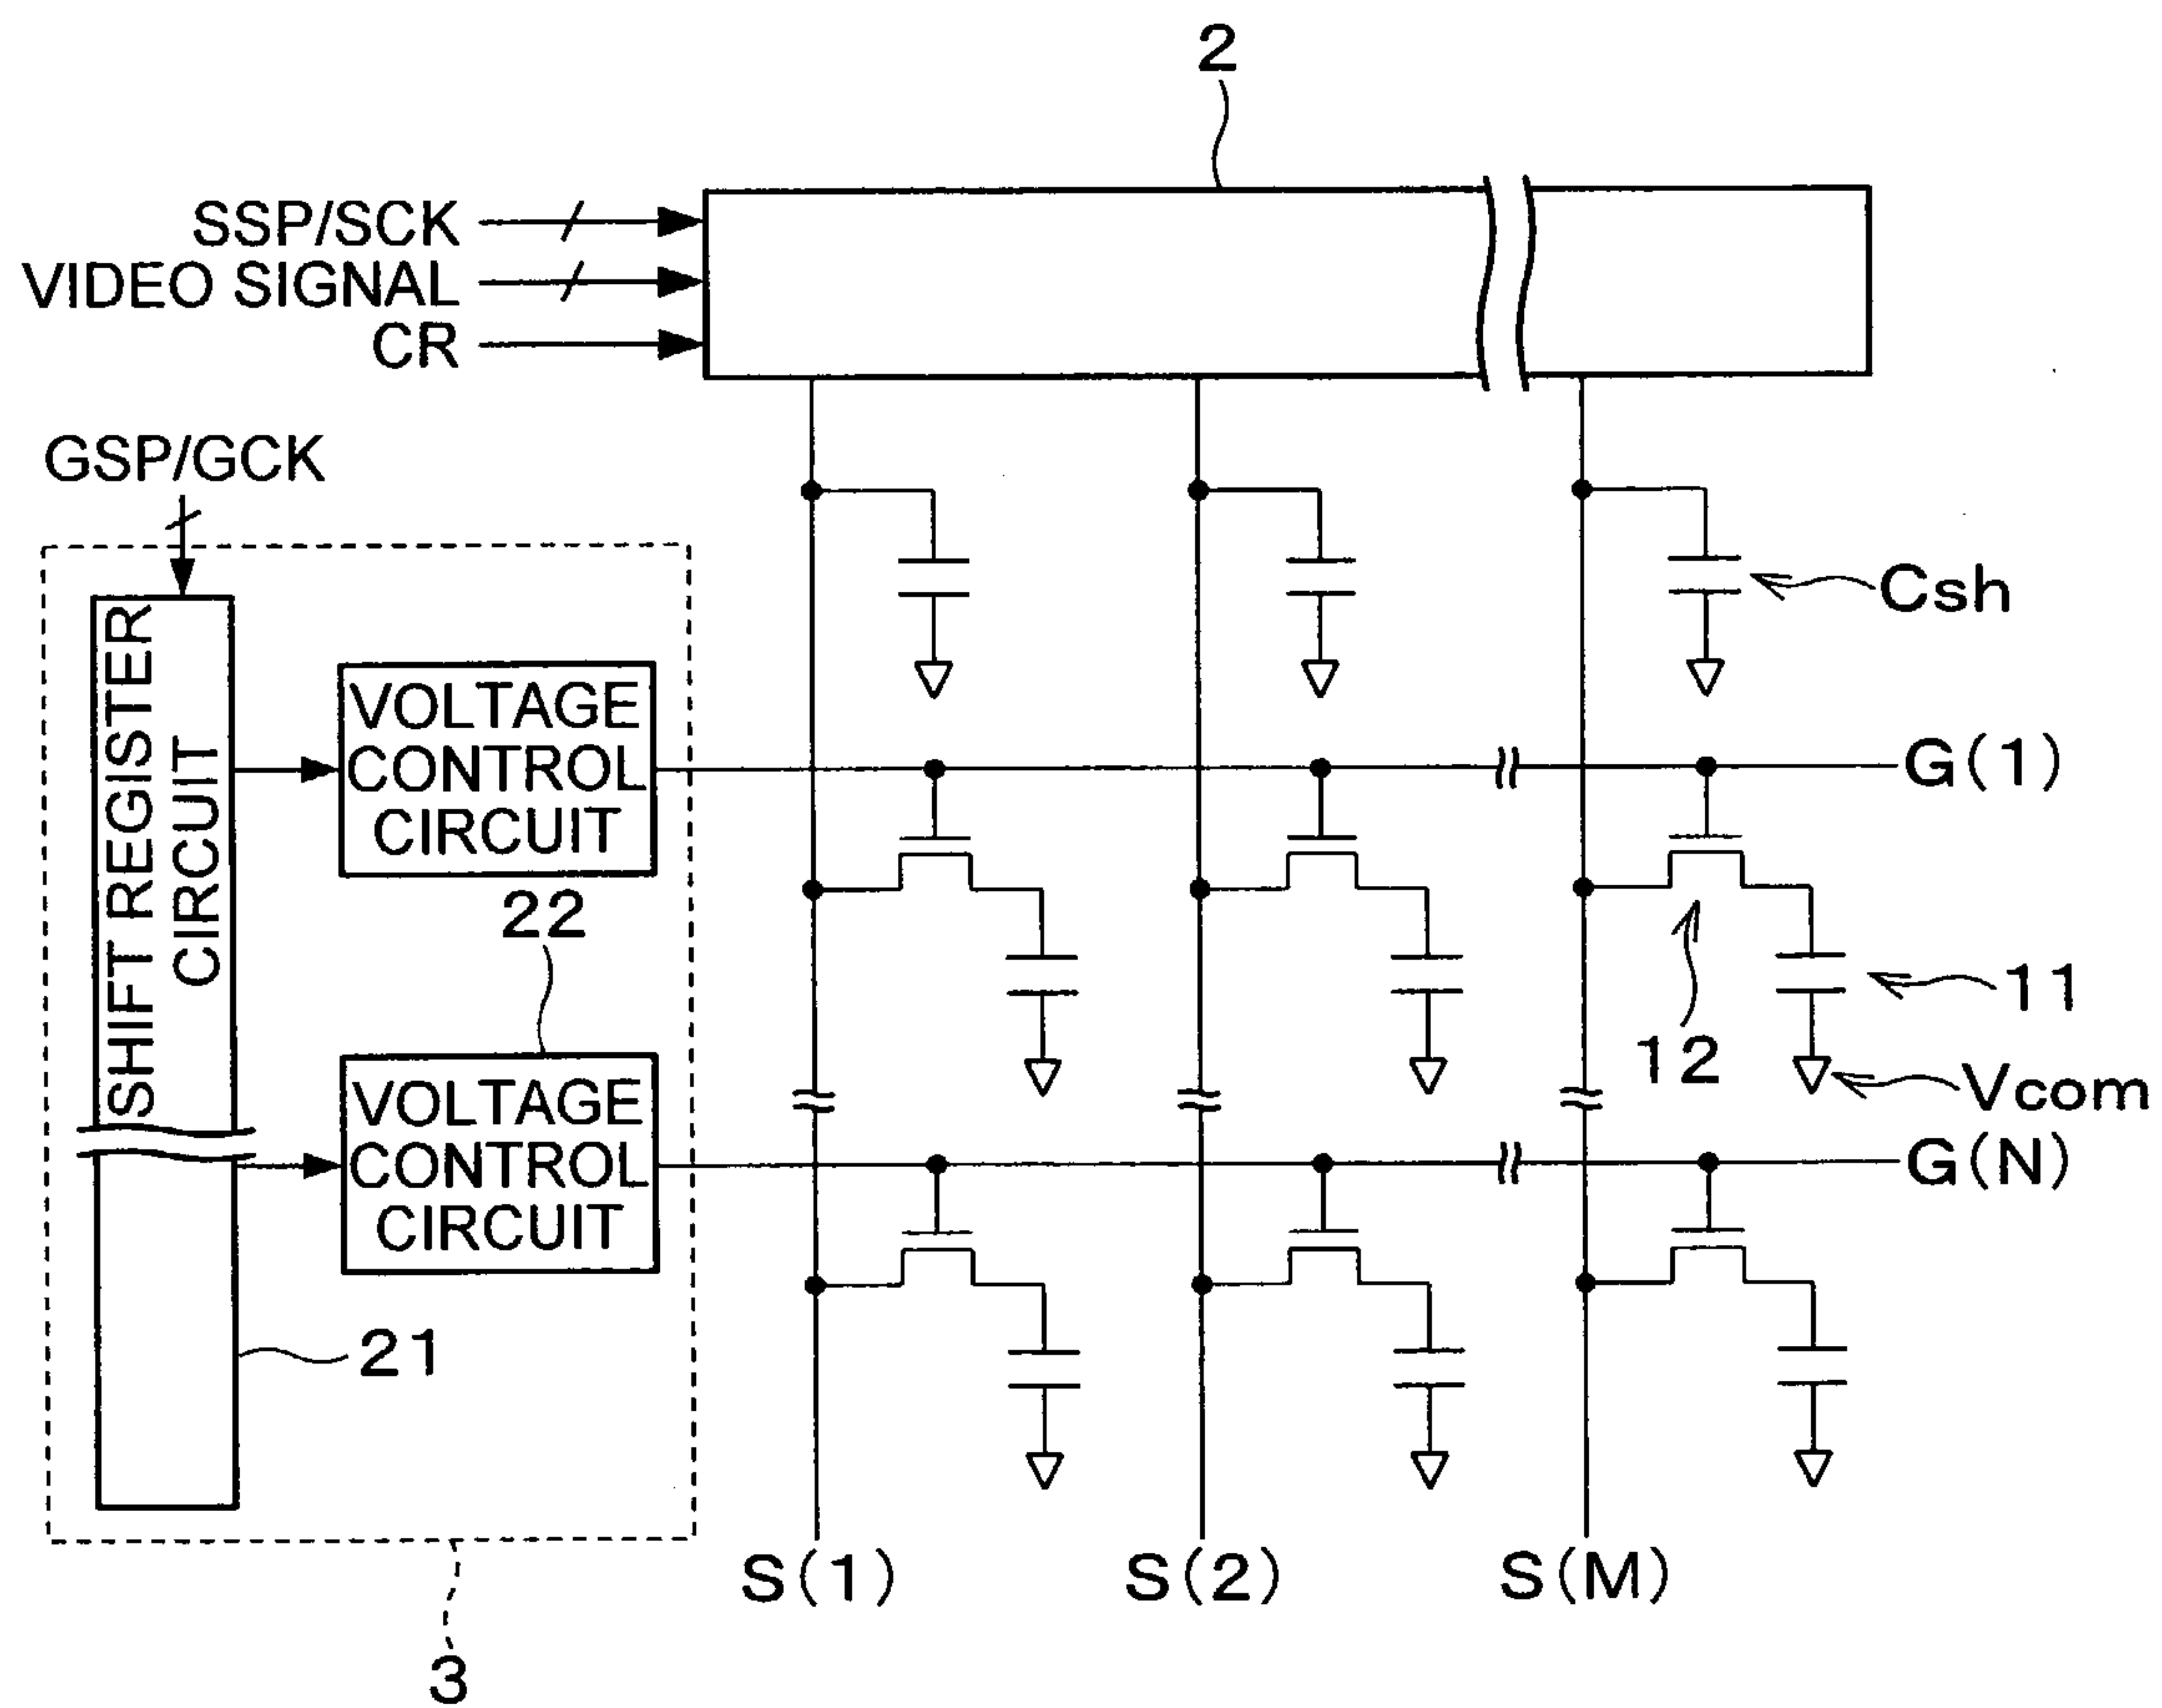 2
SSP/SCK
VIDEO SIGNAL
CR
GSP/GCK
SHIFT REGISTER
CIRCUIT
VOLTAGE
CONTROL
CIRCUIT
22
VOLTAGE
CONTROL
CIRCUIT
21
3
Csh
G(1)
12
11
Vcom
G(N)
S(1)
S(2)
S(M)